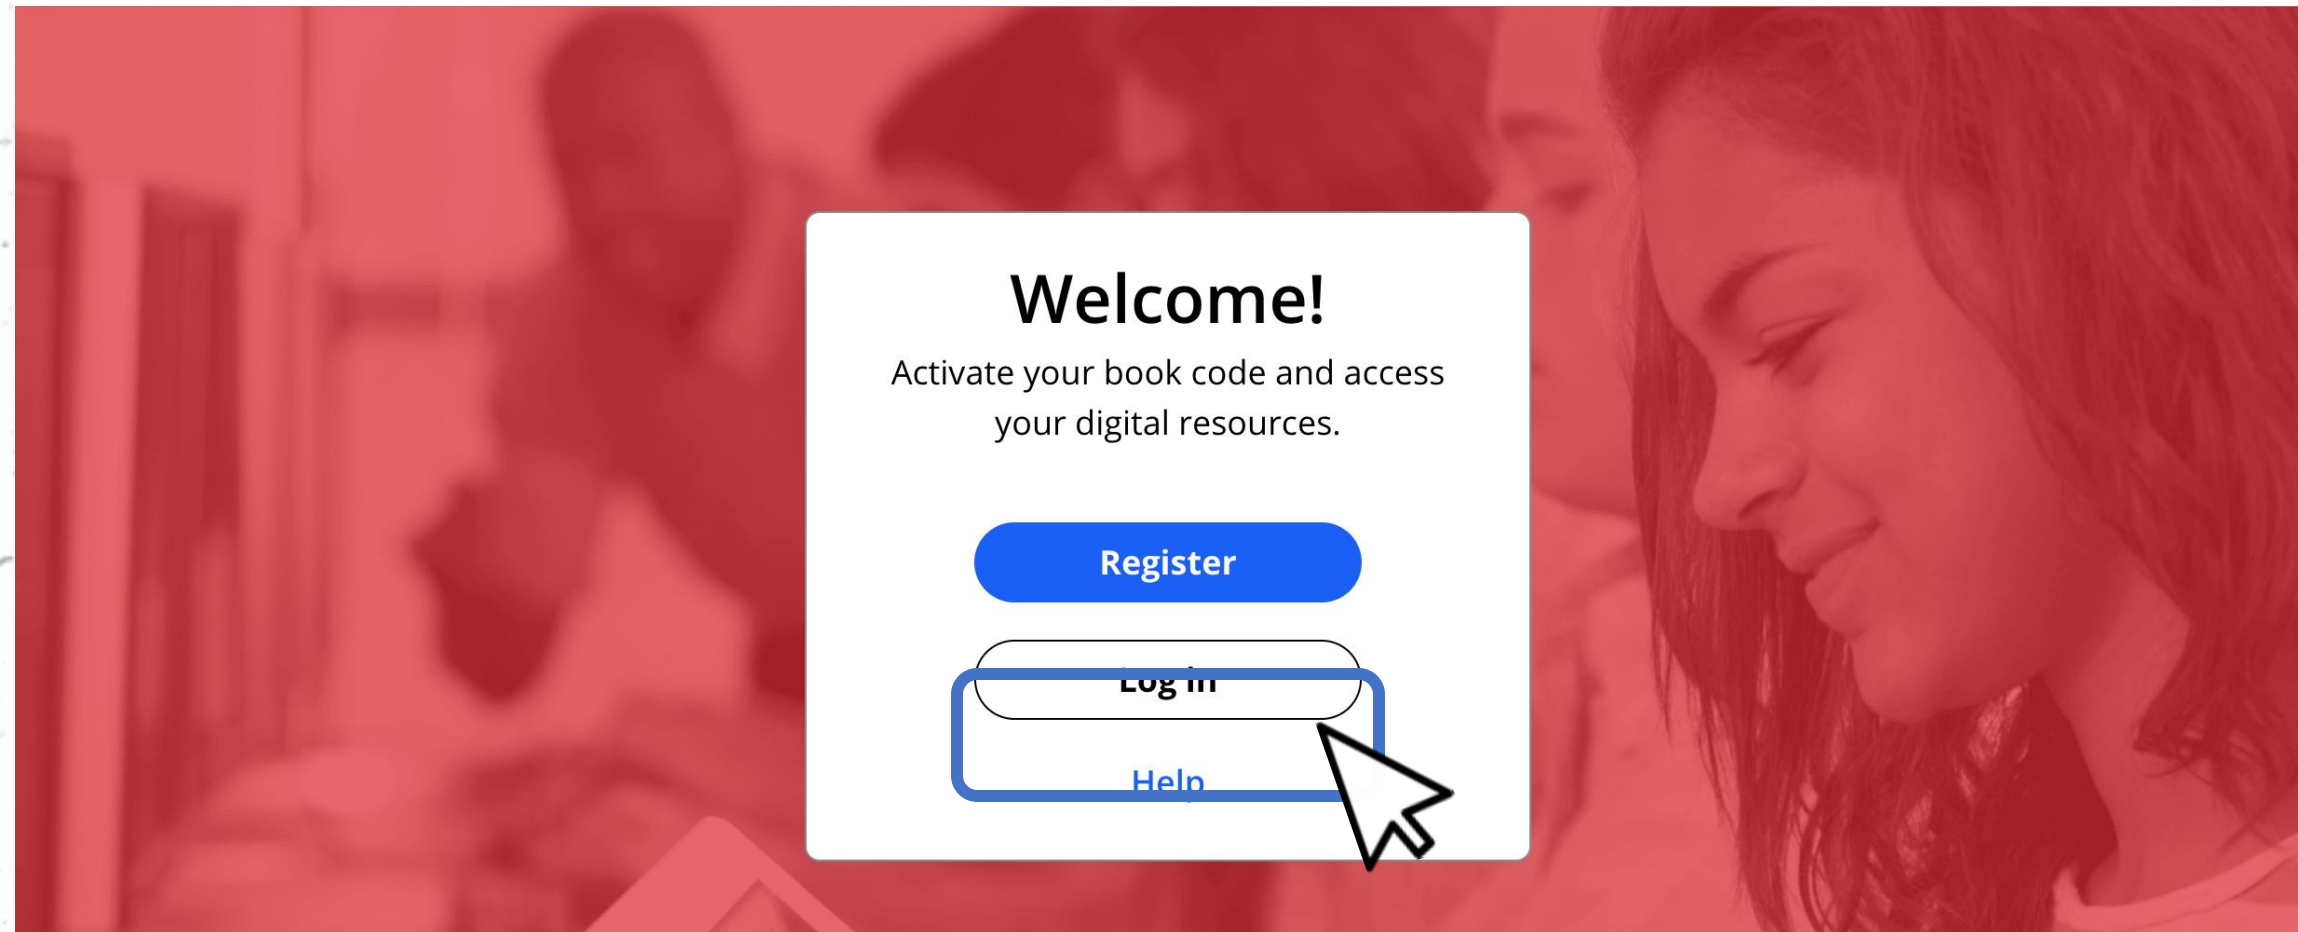 Welcome!
Activate your book code and access
your digital resources.
Register
Log in
Help